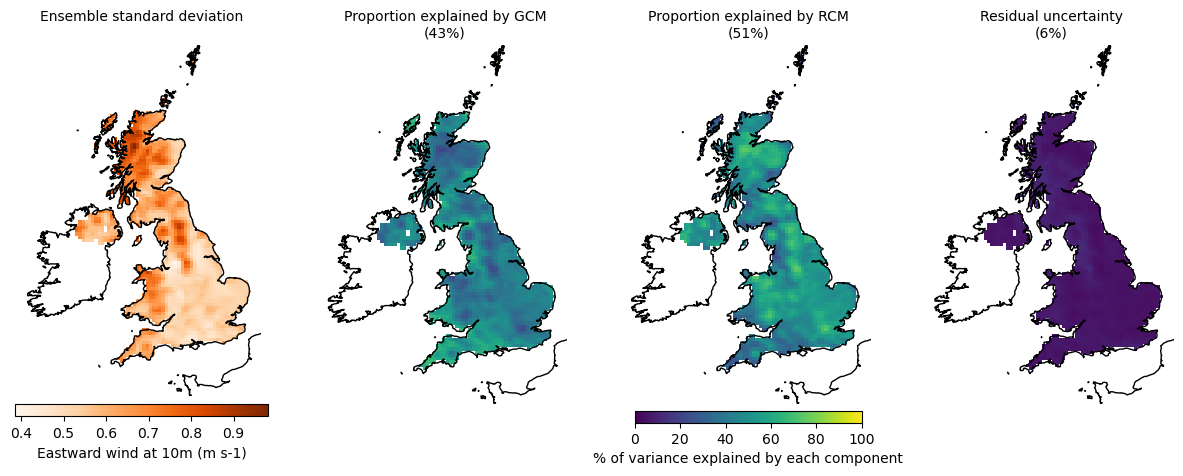 Ensemble standard deviation
Proportion explained by GCM
(43%)
Proportion explained by RCM
(51%)
Residual uncertainty
(6%)
0.4 0.5 0.6 0.7 0.8 0.9
Eastward wind at 10m (m s-1)
0 20 40 60 80 100
% of variance explained by each component